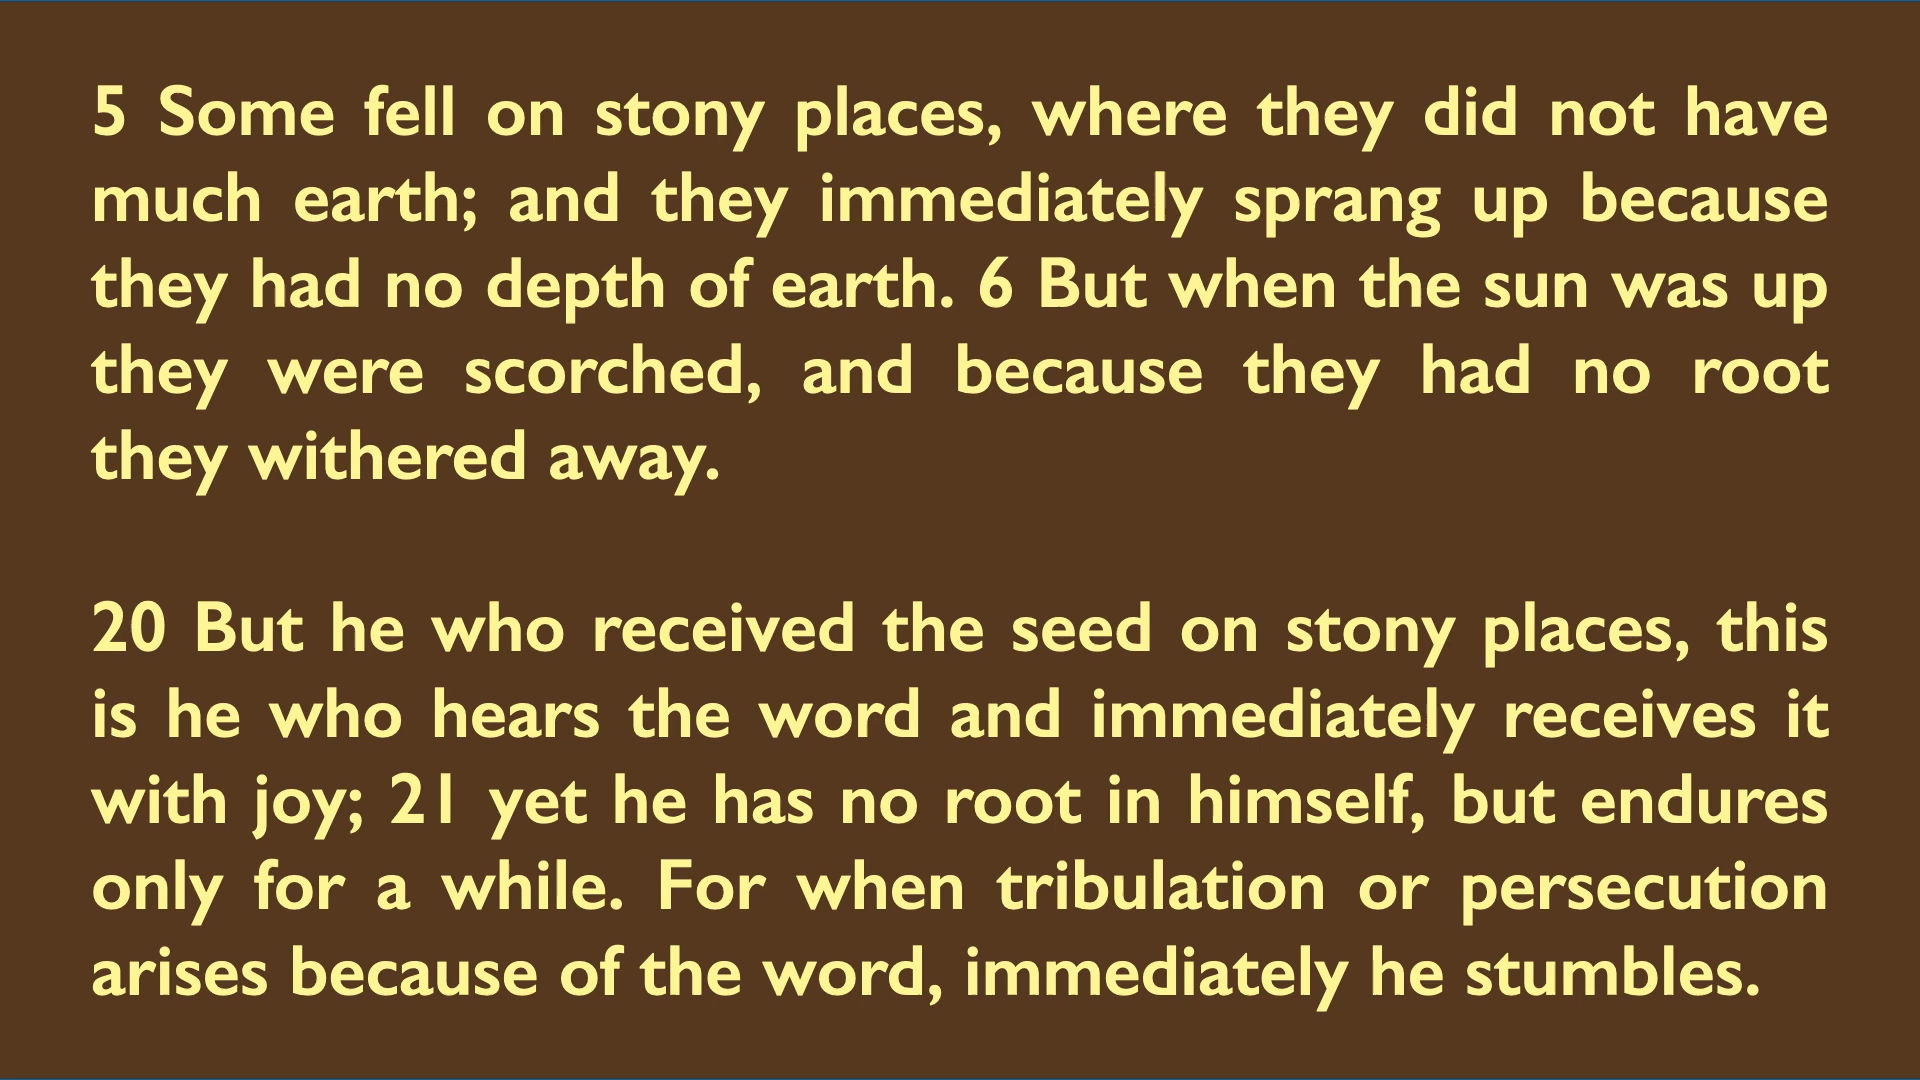 5 Some fell on stony places, where they did not have
much earth; and they immediately sprang up because
they had no depth of earth. 6 But when the sun was up
they were scorched, and because they had no root
they withered away.
20 But he who received the seed on stony places, this
is he who hears the word and immediately receives it
with joy; 21 yet he has no root in himself, but endures
only for a while. For when tribulation or persecution
arises because of the word, immediately he stumbles.